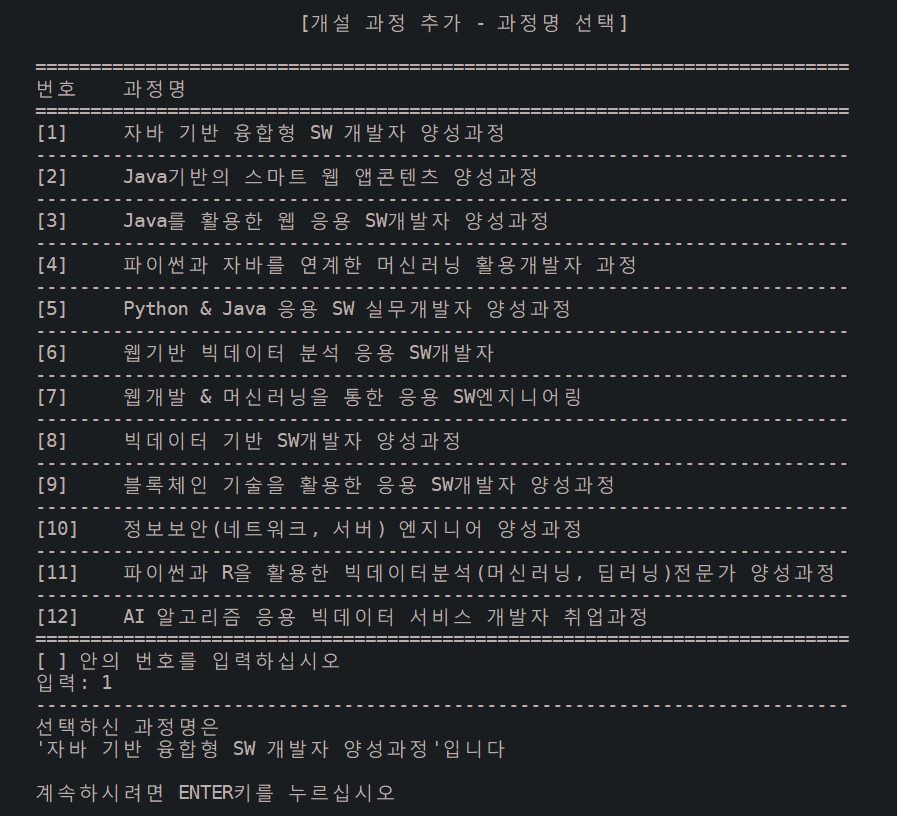 [개설 과정 추가 - 과정명 선택]
===========================================================================
번호 과정명
===========================================================================
[1] 자바 기반 융합형 SW 개발자 양성과정
---------------------------------------------------------------------------
[2] Java기반의 스마트 웹 앱콘텐츠 양성과정
---------------------------------------------------------------------------
[3] Java를 활용한 웹 응용 SW개발자 양성과정
---------------------------------------------------------------------------
[4] 파이썬과 자바를 연계한 머신러닝 활용개발자 과정
---------------------------------------------------------------------------
[5] Python & Java 응용 SW 실무개발자 양성과정
---------------------------------------------------------------------------
[6] 웹기반 빅데이터 분석 응용 SW개발자
---------------------------------------------------------------------------
[7] 웹개발 & 머신러닝을 통한 응용 SW엔지니어링
---------------------------------------------------------------------------
[8] 빅데이터 기반 SW개발자 양성과정
---------------------------------------------------------------------------
[9] 블록체인 기술을 활용한 응용 SW개발자 양성과정
---------------------------------------------------------------------------
[10] 정보보안(네트워크, 서버) 엔지니어 양성과정
---------------------------------------------------------------------------
[11] 파이썬과 R을 활용한 빅데이터분석(머신러닝, 딥러닝)전문가 양성과정
---------------------------------------------------------------------------
[12] AI 알고리즘 응용 빅데이터 서비스 개발자 취업과정
===========================================================================
[ ] 안의 번호를 입력하십시오
입력: 1
---------------------------------------------------------------------------
선택하신 과정명은
'자바 기반 융합형 SW 개발자 양성과정'입니다
계속하시려면 ENTER키를 누르십시오